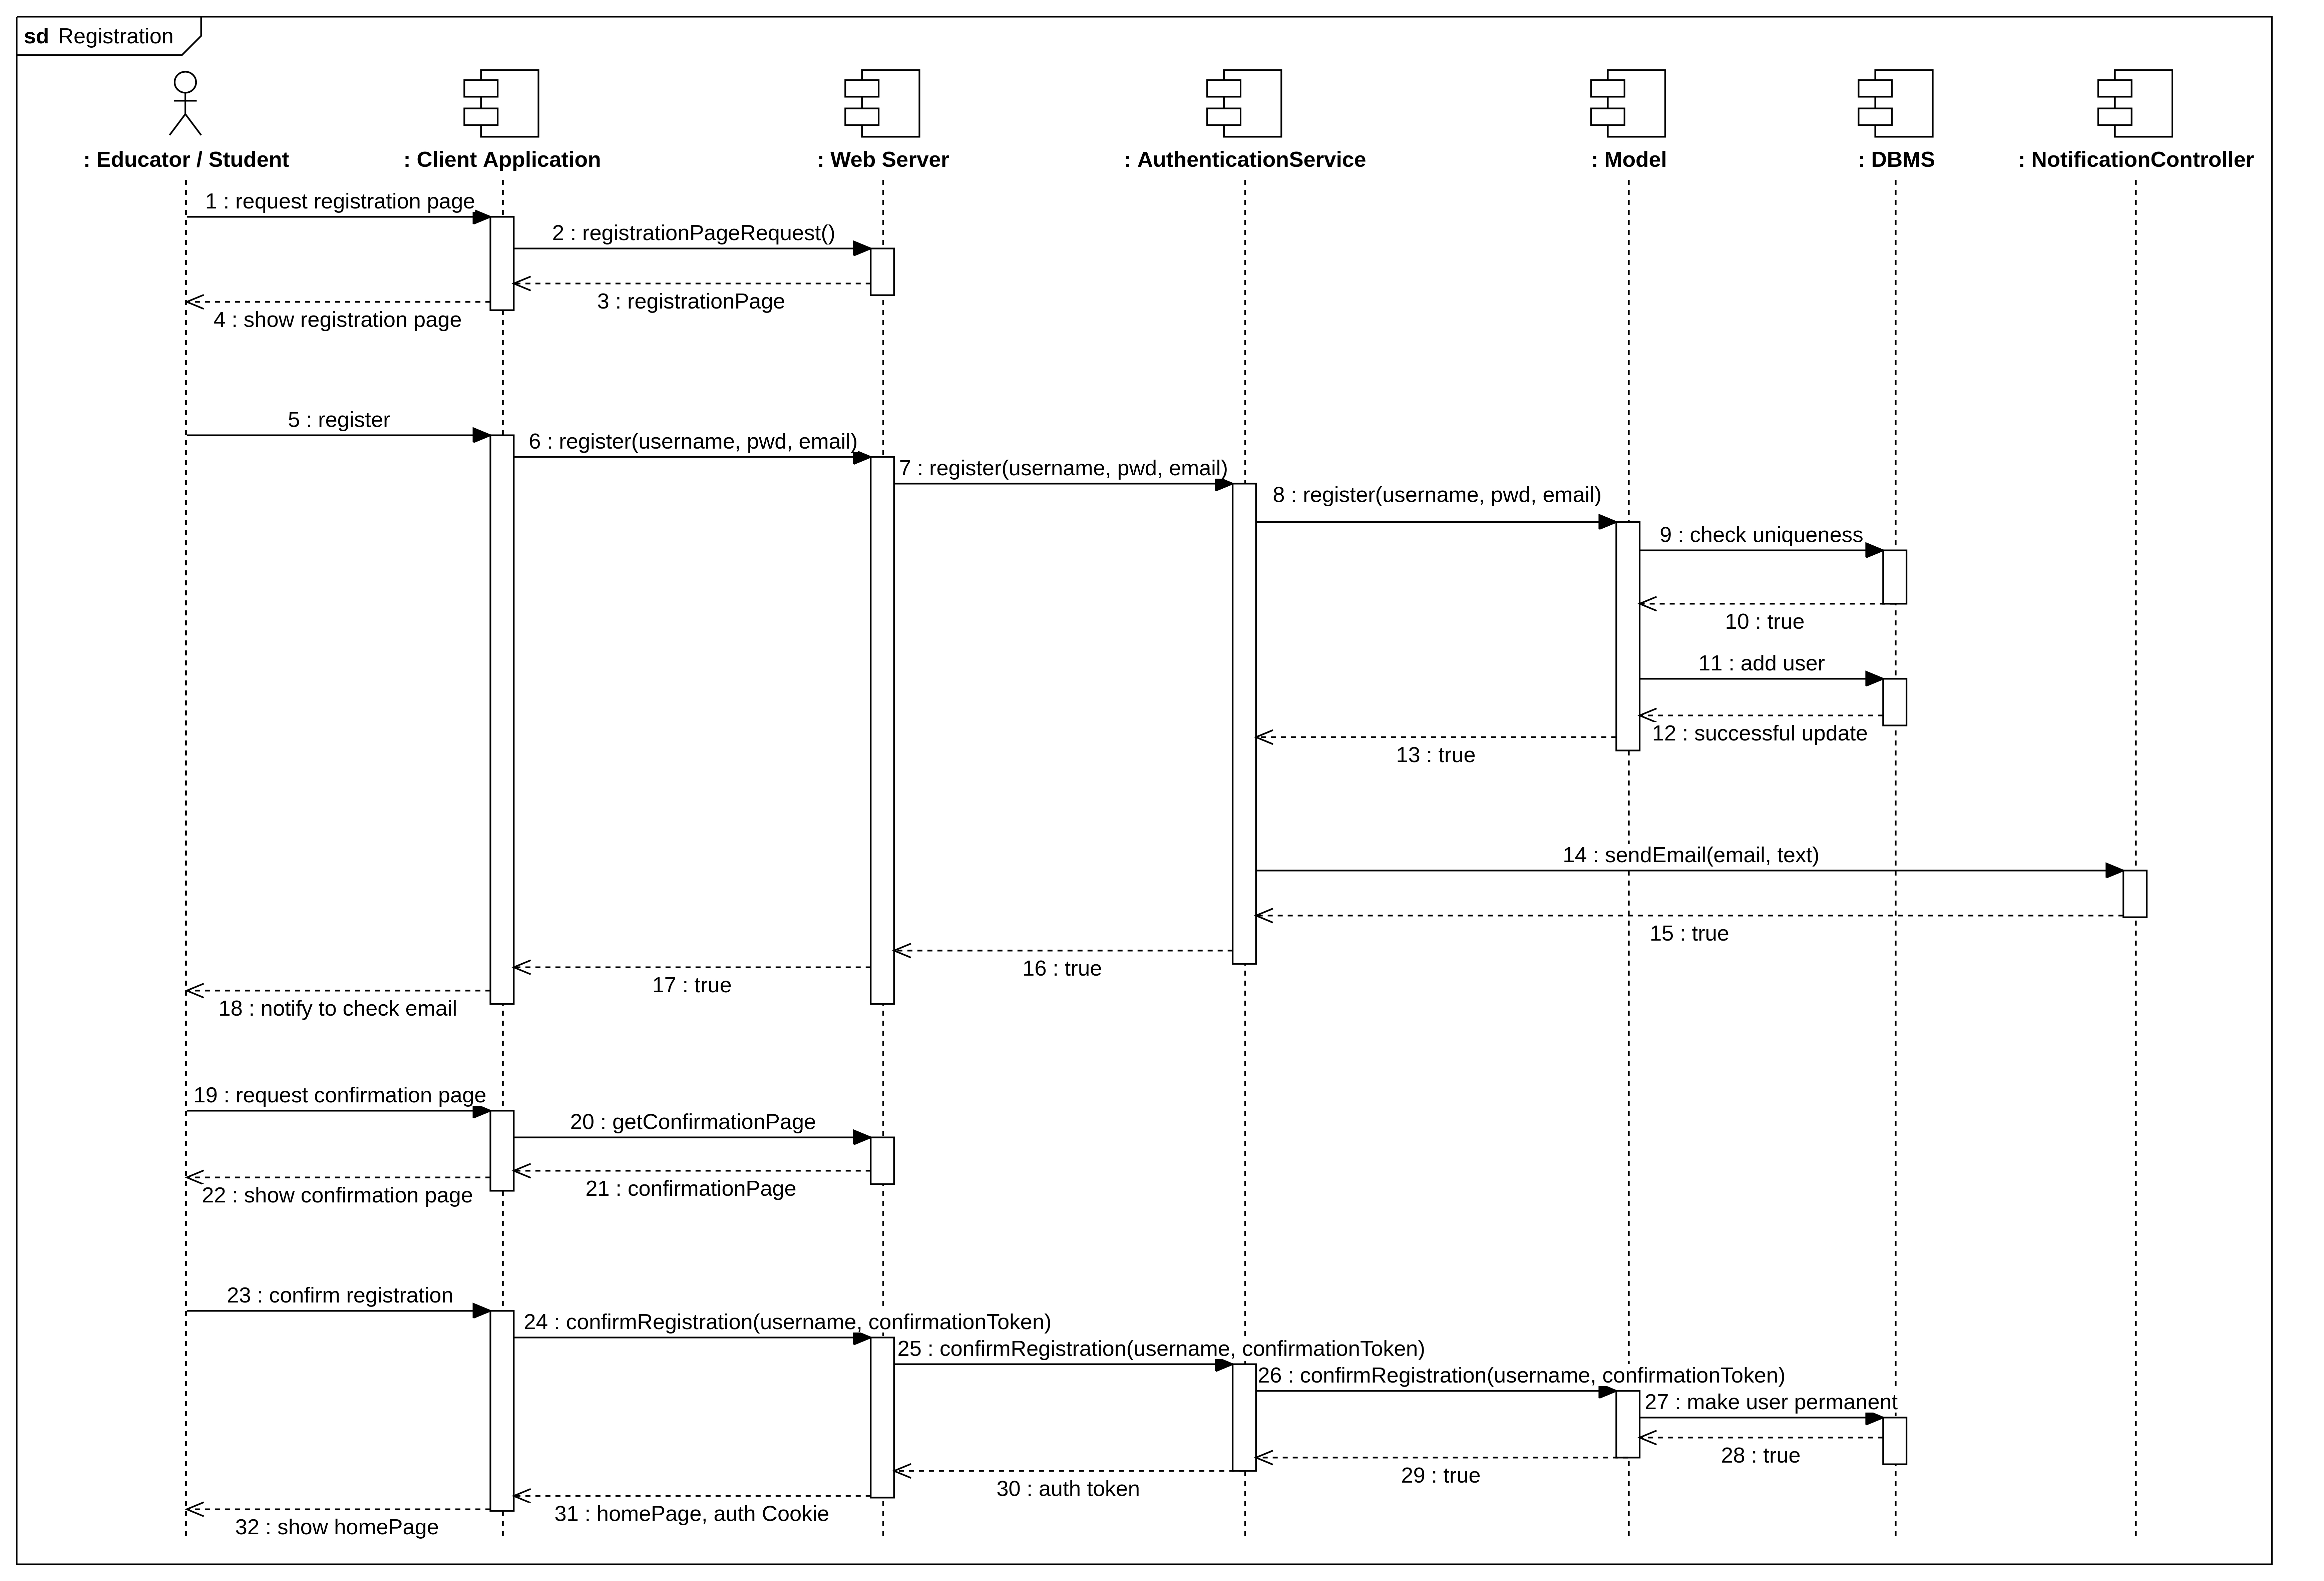 sd Registration
: Educator / Student
: Client Application
: Web Server
: AuthenticationService
: Model
: DBMS
: NotificationController
1 : request registration page
2 : registrationPageRequest()
3 : registrationPage
4 : show registration page
5 : register
6 : register(username, pwd, email)
7 : register(username, pwd, email)
8 : register(username, pwd, email)
9 : check uniqueness
10 : true
11 : add user
12 : successful update
13 : true
14 : sendEmail(email, text)
15 : true
16 : true
17 : true
18 : notify to check email
19 : request confirmation page
20 : getConfirmationPage
21 : confirmationPage
22 : show confirmation page
23 : confirm registration
24 : confirmRegistration(username, confirmationToken)
25 : confirmRegistration(username, confirmationToken)
26 : confirmRegistration(username, confirmationToken)
27 : make user permanent
28 : true
29 : true
30 : auth token
31 : homePage, auth Cookie
32 : show homePage